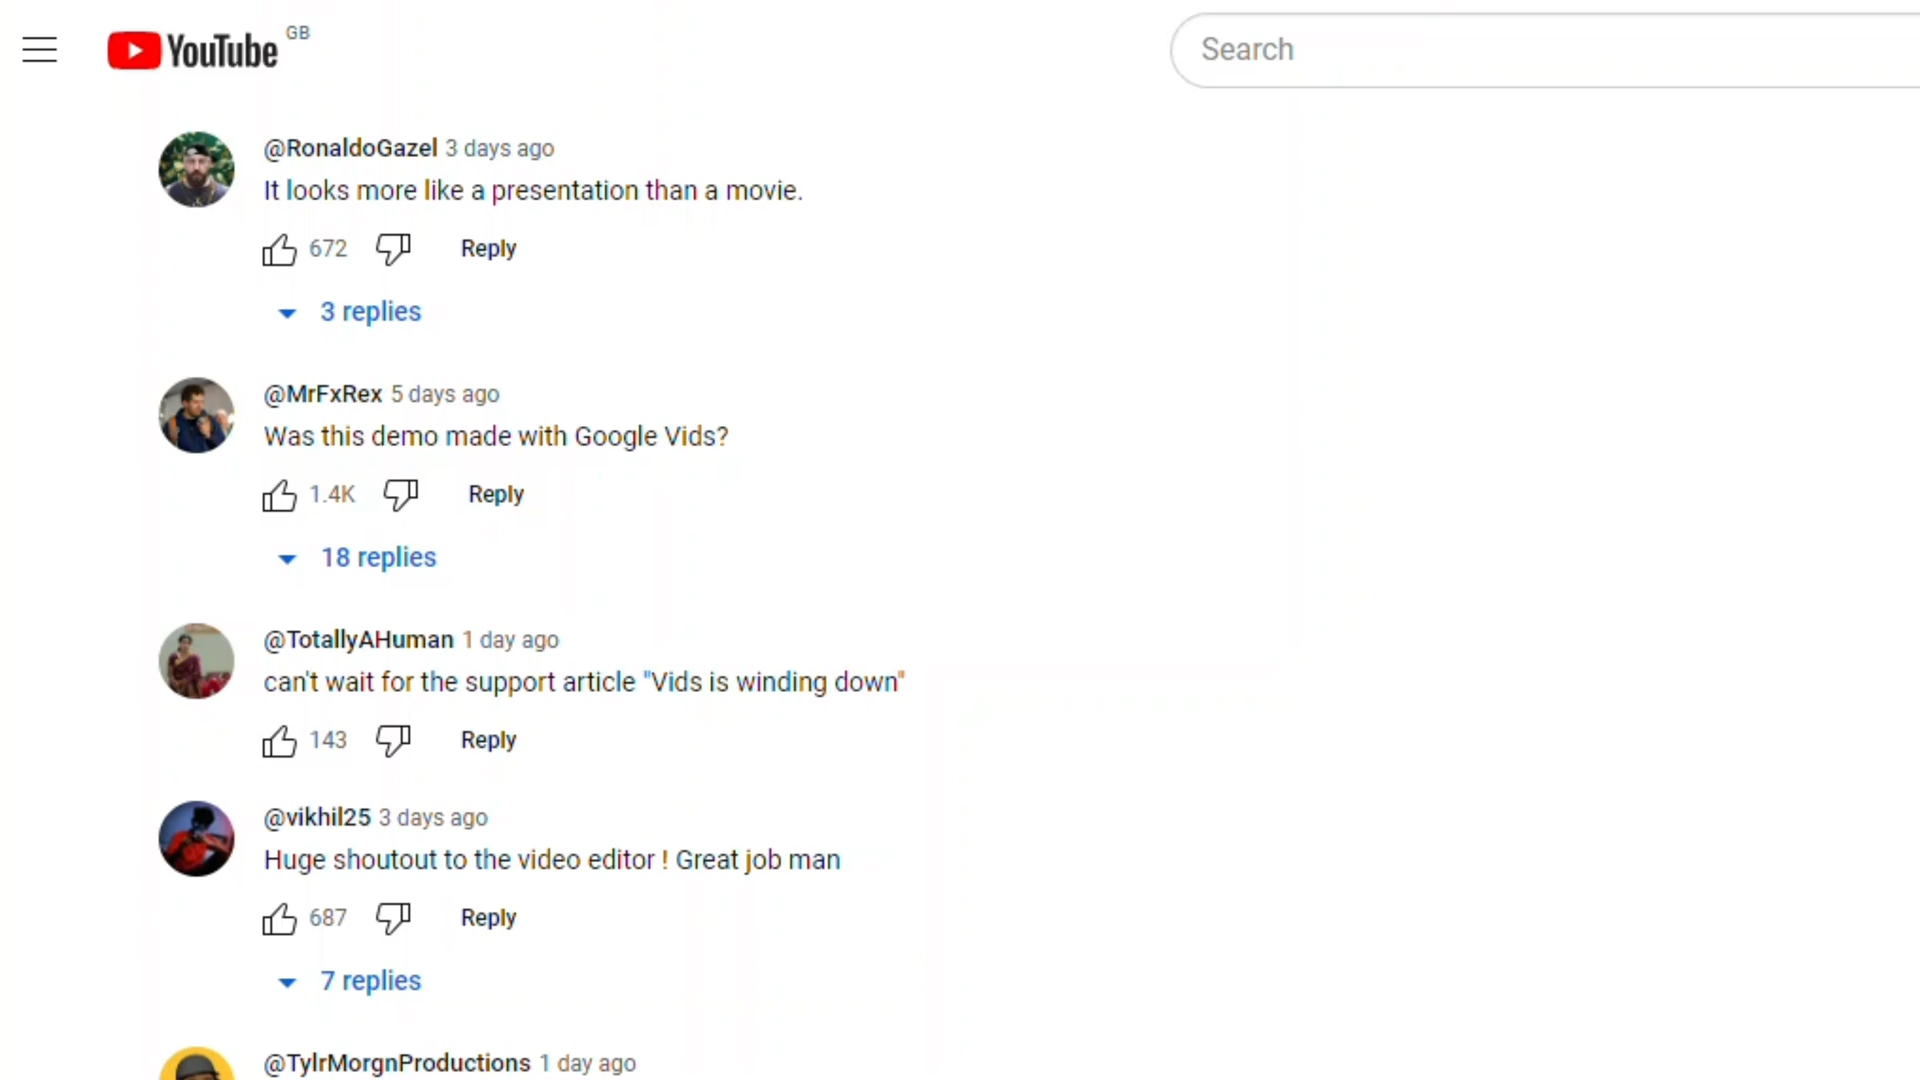 YouTube GB
Search
@RonaldoGazel 3 days ago
It looks more like a presentation than a movie.
672 Reply
3 replies
@MrFxRex 5 days ago
Was this demo made with Google Vids?
1.4K Reply
18 replies
@TotallyAHuman 1 day ago
can't wait for the support article "Vids is winding down"
143 Reply
@vikhil25 3 days ago
Huge shoutout to the video editor ! Great job man
687 Reply
7 replies
@TylrMorgnProductions 1 day ago